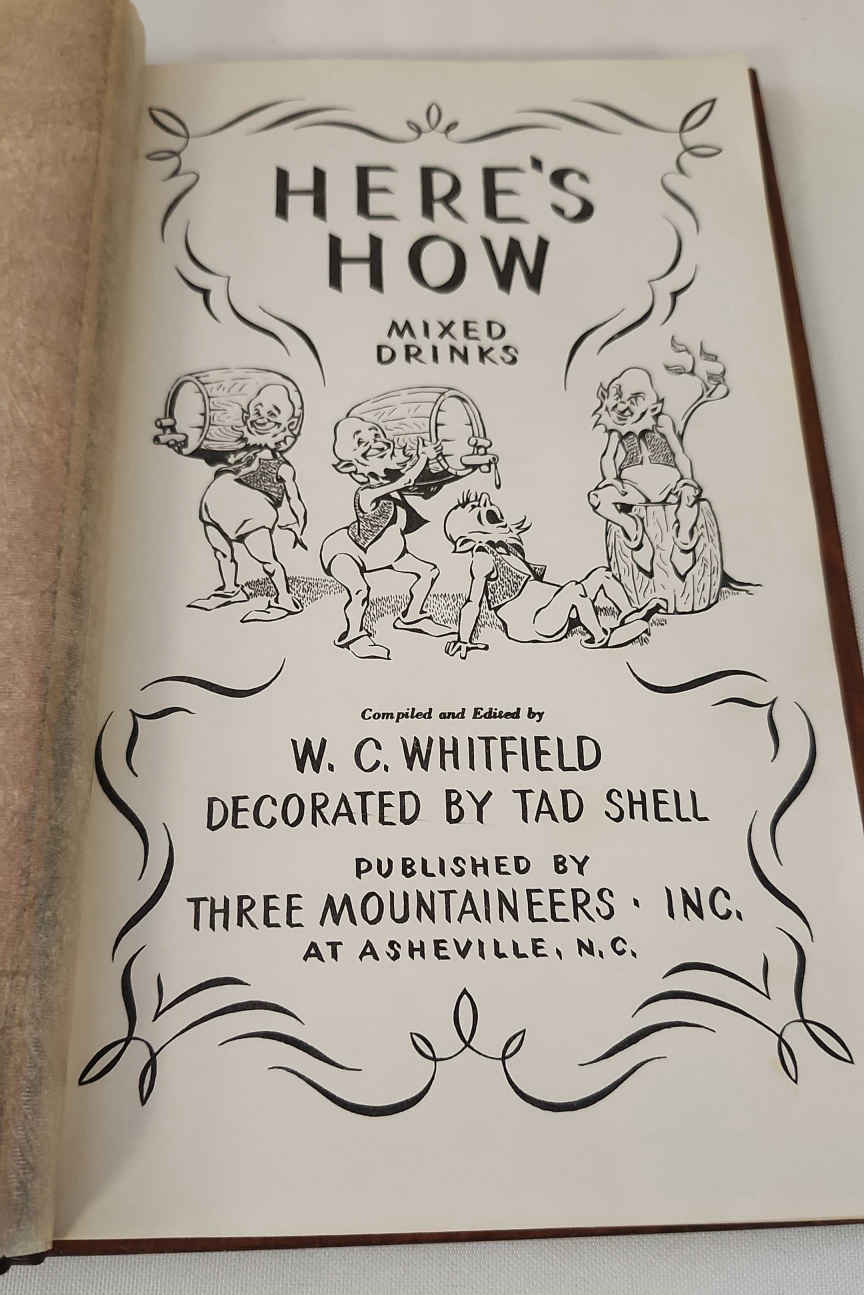 HERE'S
HOW
MIXED
DRINKS
Compiled and Edited by
W. C. WHITFIELD
DECORATED BY TAD SHELL
PUBLISHED BY
THREE MOUNTAINEERS · INC.
AT ASHEVILLE, N.C.